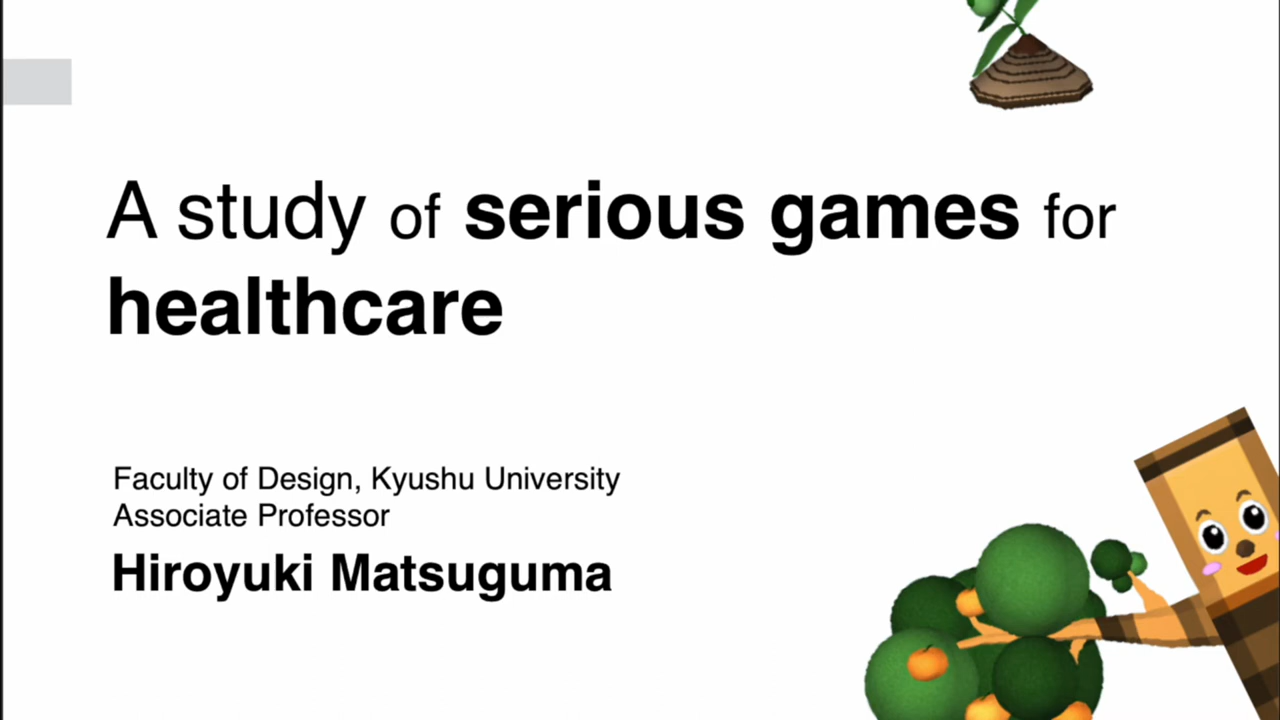 A study of serious games for
healthcare
Faculty of Design, Kyushu University
Associate Professor
Hiroyuki Matsuguma